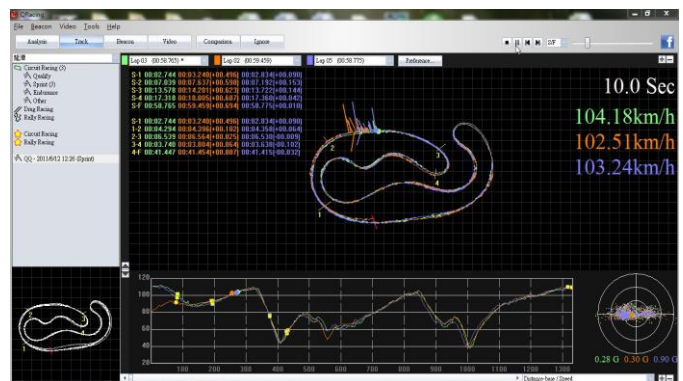 QRacing
File Beacon Video Tools Help
Analysis Track Beacon Video Comparison Ignore S/F
Lap 03 (00:58.765) * Lap 02 (00:59.459) Lap 05 (00:58.775) Preference...
Circuit Racing (3)
Qualify
Sprint (3)
Endurance
Other
Drag Racing
Rally Racing
Circuit Racing
Rally Racing
QQ - 2011/6/12 12:26 (Sprint)
S-1 00:02.744 00:03.240(+00.496) 00:02.834(+00.090)
S-2 00:07.039 00:07.637(+00.598) 00:07.192(+00.153)
S-3 00:13.578 00:14.201(+00.623) 00:13.722(+00.144)
S-4 00:17.318 00:18.005(+00.687) 00:17.360(+00.042)
S-F 00:58.765 00:59.459(+00.694) 00:58.775(+00.010)
S-1 00:02.744 00:03.240(+00.496) 00:02.834(+00.090)
1-2 00:04.294 00:04.396(+00.102) 00:04.358(+00.064)
2-3 00:06.539 00:06.564(+00.025) 00:06.530(-00.009)
3-4 00:03.740 00:03.804(+00.064) 00:03.638(-00.102)
4-F 00:41.447 00:41.454(+00.007) 00:41.415(-00.032)
10.0 Sec
104.18km/h
102.51km/h
103.24km/h
2
3
4
1
120
100
80
60
40
20
100 200 300 400 500 600 700 800 900 1000 1100 1200 1300
2
4
1
0.28 G 0.30 G 0.90 G
Distance-base / Speed